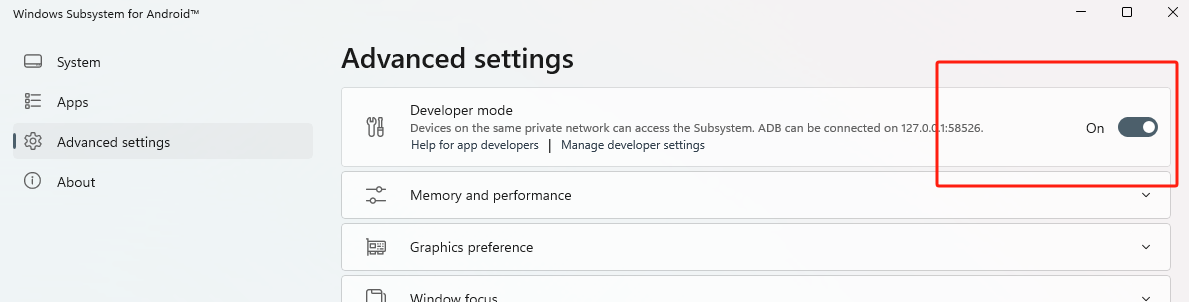 Windows Subsystem for Android™
System
Apps
Advanced settings
About
Advanced settings
Developer mode
Devices on the same private network can access the Subsystem. ADB can be connected on 127.0.0.1:58526.
On
Help for app developers | Manage developer settings
Memory and performance
Graphics preference
Window focus